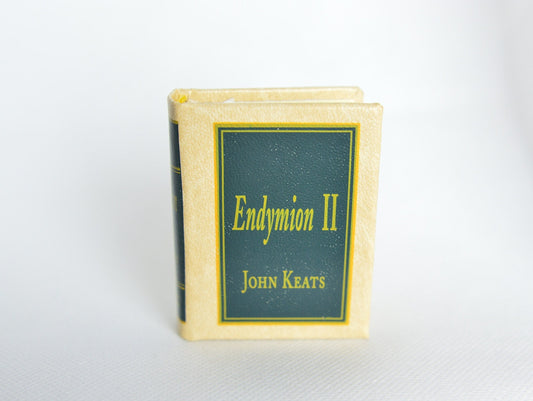 Endymion II
JOHN KEATS